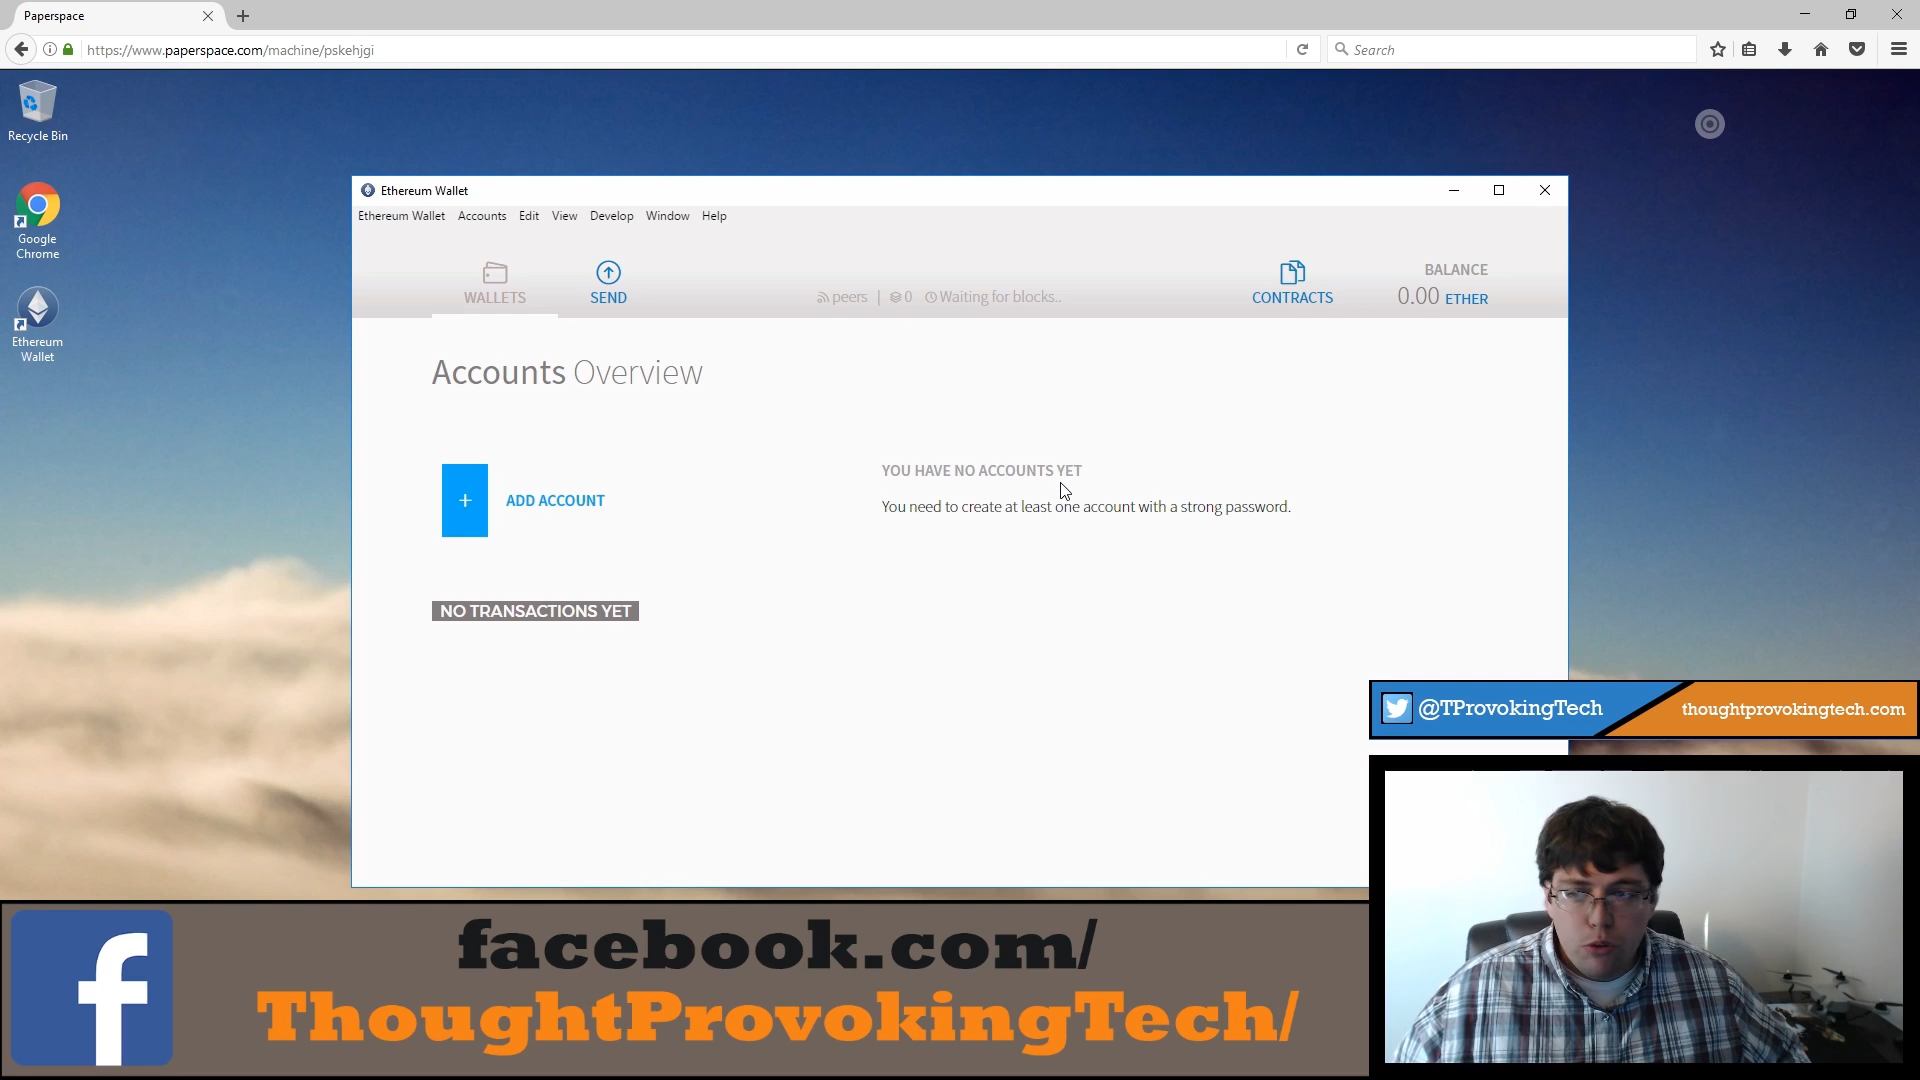 Paperspace
https://www.paperspace.com/machine/pskehjgi
Search
Recycle Bin
Google
Chrome
Ethereum
Wallet
Ethereum Wallet
Ethereum Wallet Accounts Edit View Develop Window Help
WALLETS
SEND
peers | 0 Waiting for blocks..
CONTRACTS
BALANCE
0.00 ETHER
Accounts Overview
+ ADD ACCOUNT
YOU HAVE NO ACCOUNTS YET
You need to create at least one account with a strong password.
NO TRANSACTIONS YET
@TProvokingTech
thoughtprovokingtech.com
f
facebook.com/
ThoughtProvokingTech/